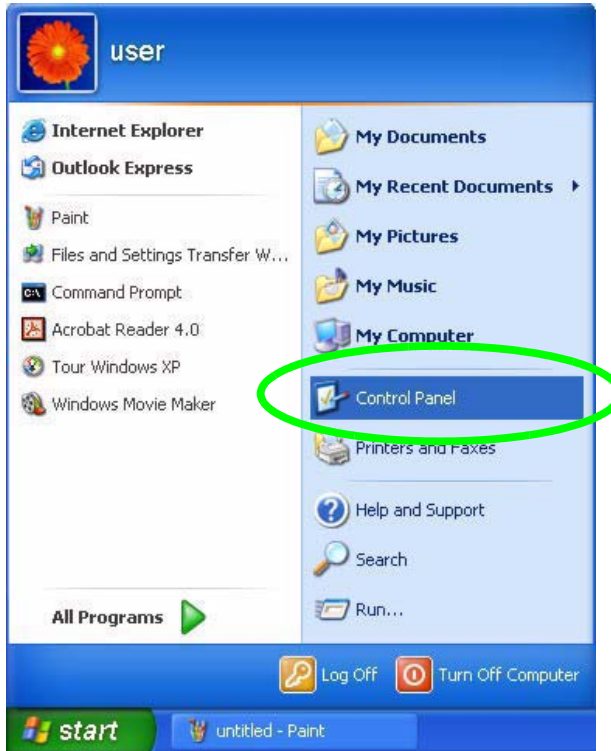 user
Internet Explorer
Outlook Express
Paint
Files and Settings Transfer W...
C:\
Command Prompt
Acrobat Reader 4.0
Tour Windows XP
Windows Movie Maker
All Programs
My Documents
My Recent Documents
My Pictures
My Music
My Computer
Control Panel
Printers and Faxes
Help and Support
Search
Run...
Log Off
Turn Off Computer
start
untitled - Paint